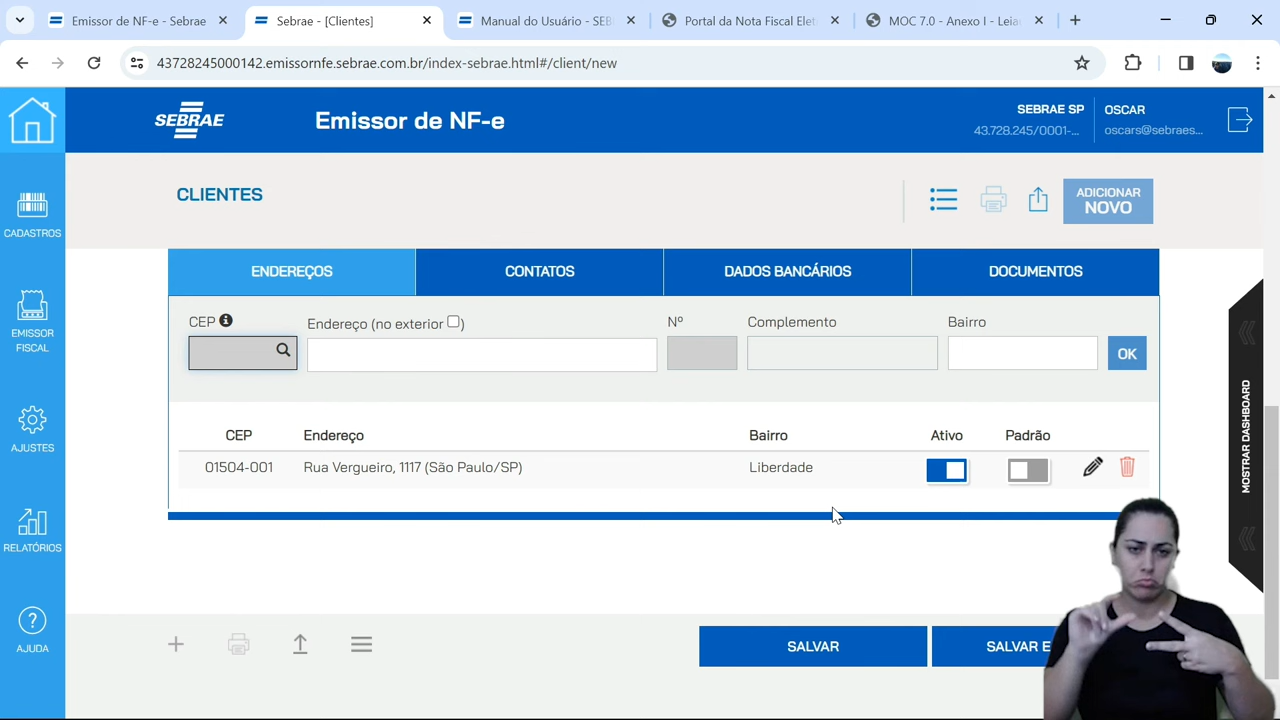 Emissor de NF-e - Sebrae
Sebrae - [Clientes]
Manual do Usuário - SEB
Portal da Nota Fiscal Elet
MOC 7.0 - Anexo I - Leia
43728245000142.emissornfe.sebrae.com.br/index-sebrae.html#/client/new
SEBRAE
Emissor de NF-e
SEBRAE SP
43.728.245/0001-...
OSCAR
oscars@sebraes...
CLIENTES
ADICIONAR
NOVO
CADASTROS
EMISSOR
FISCAL
AJUSTES
RELATÓRIOS
AJUDA
ENDEREÇOS
CONTATOS
DADOS BANCÁRIOS
DOCUMENTOS
CEP
Endereço (no exterior )
Nº
Complemento
Bairro
OK
CEP
Endereço
Bairro
Ativo
Padrão
01504-001
Rua Vergueiro, 1117 (São Paulo/SP)
Liberdade
MOSTRAR DASHBOARD
SALVAR
SALVAR E